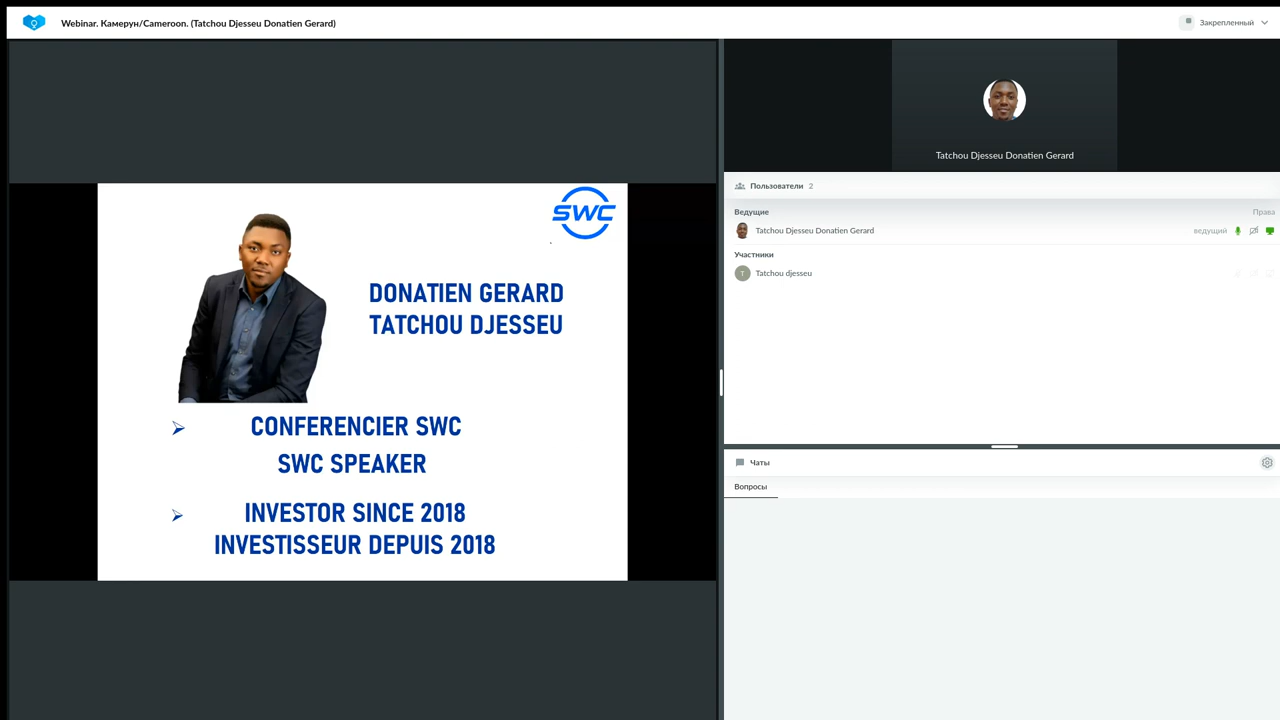 Webinar. Камерун/Cameroon. (Tatchou Djesseu Donatien Gerard)
Закрепленный
SWC
DONATIEN GERARD
TATCHOU DJESSEU
CONFERENCIER SWC
SWC SPEAKER
INVESTOR SINCE 2018
INVESTISSEUR DEPUIS 2018
Tatchou Djesseu Donatien Gerard
Пользователи 2
Ведущие Права
Tatchou Djesseu Donatien Gerard ведущий
Участники
T Tatchou djesseu
Чаты
Вопросы